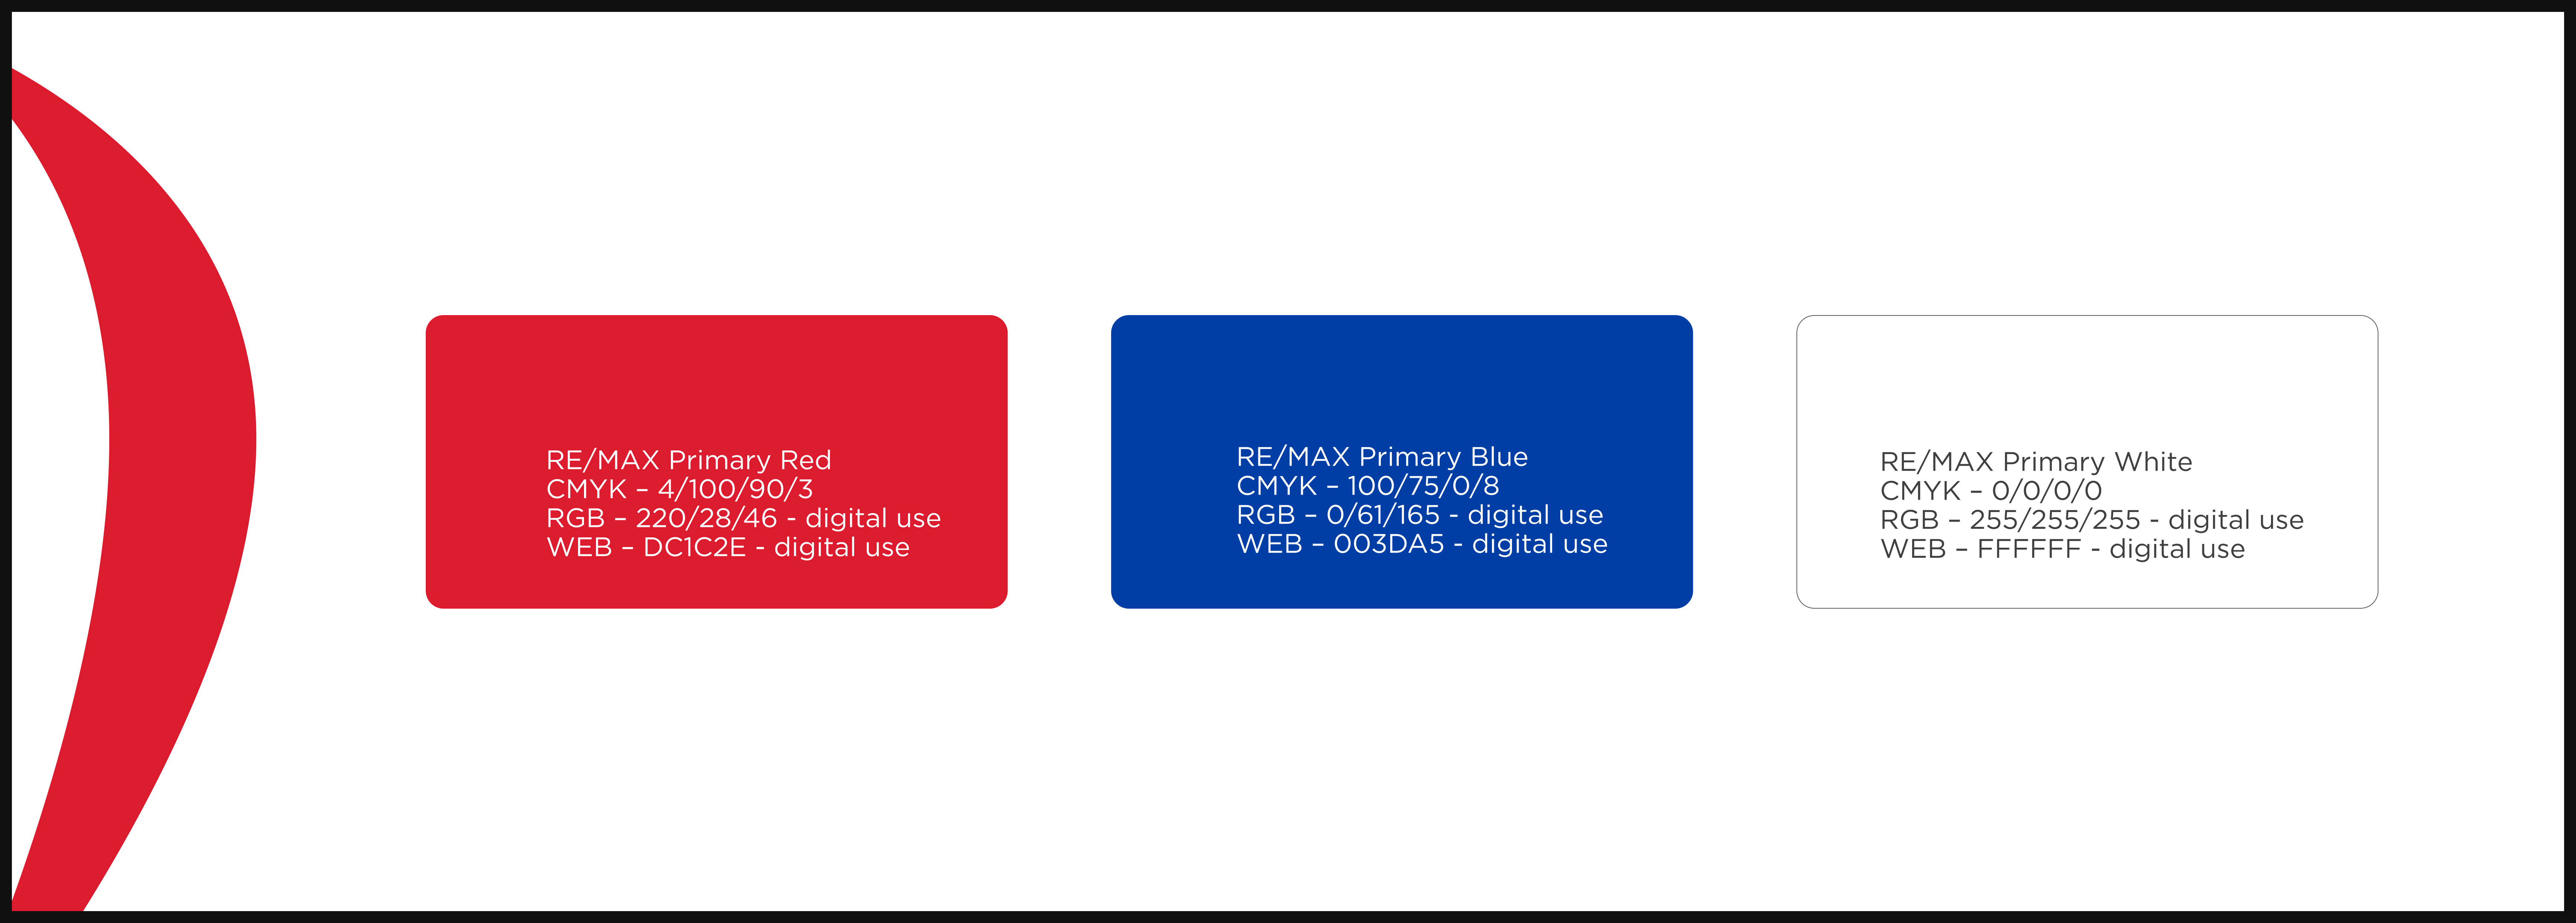 RE/MAX Primary Red
CMYK – 4/100/90/3
RGB – 220/28/46 - digital use
WEB – DC1C2E - digital use
RE/MAX Primary Blue
CMYK – 100/75/0/8
RGB – 0/61/165 - digital use
WEB – 003DA5 - digital use
RE/MAX Primary White
CMYK – 0/0/0/0
RGB – 255/255/255 - digital use
WEB – FFFFFF - digital use